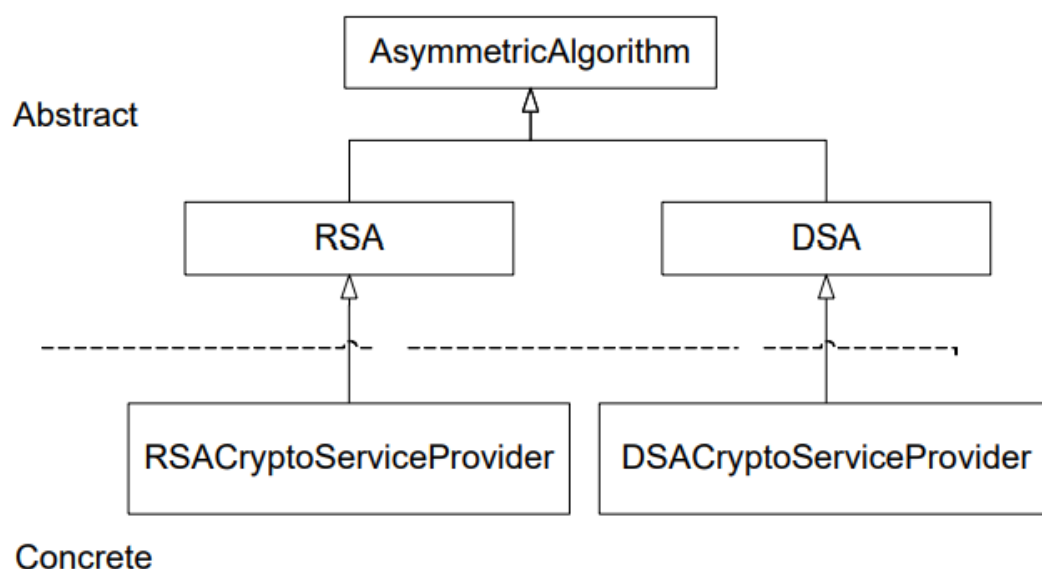 AsymmetricAlgorithm
Abstract
RSA
DSA
RSACryptoServiceProvider
DSACryptoServiceProvider
Concrete